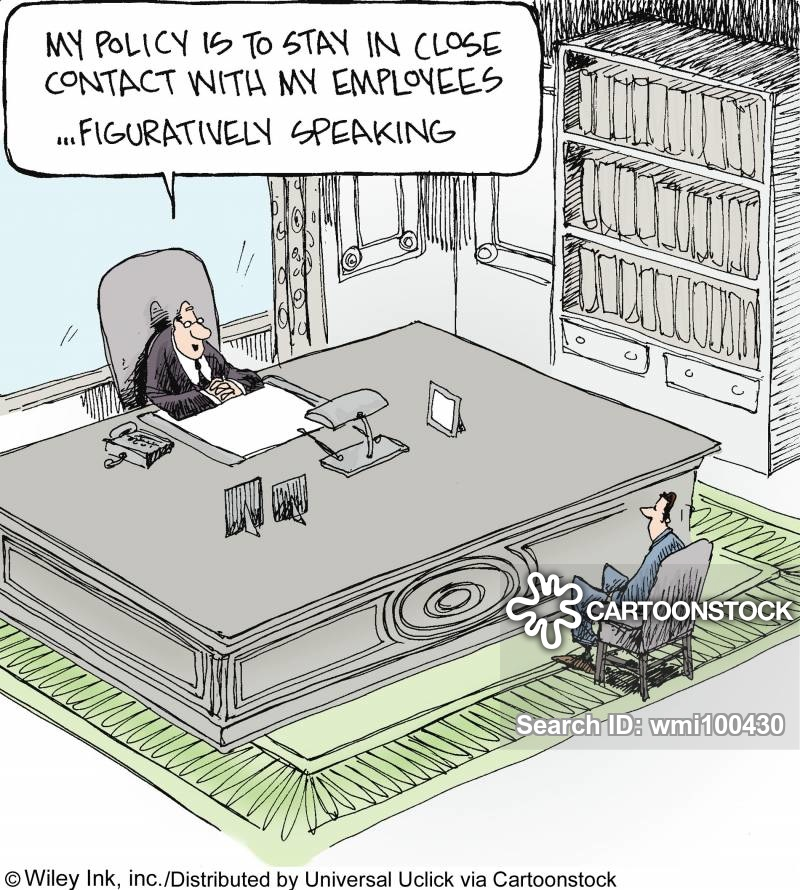 MY POLICY IS TO STAY IN CLOSE
CONTACT WITH MY EMPLOYEES
...FIGURATIVELY SPEAKING
CARTOONSTOCK
Search ID: wmi100430
©Wiley Ink, inc./Distributed by Universal Uclick via Cartoonstock